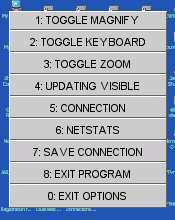 1: TOGGLE MAGNIFY
2: TOGGLE KEYBOARD
3: TOGGLE ZOOM
4: UPDATING VISIBLE
5: CONNECTION
6: NETSTATS
7: SAVE CONNECTION
8: EXIT PROGRAM
0: EXIT OPTIONS